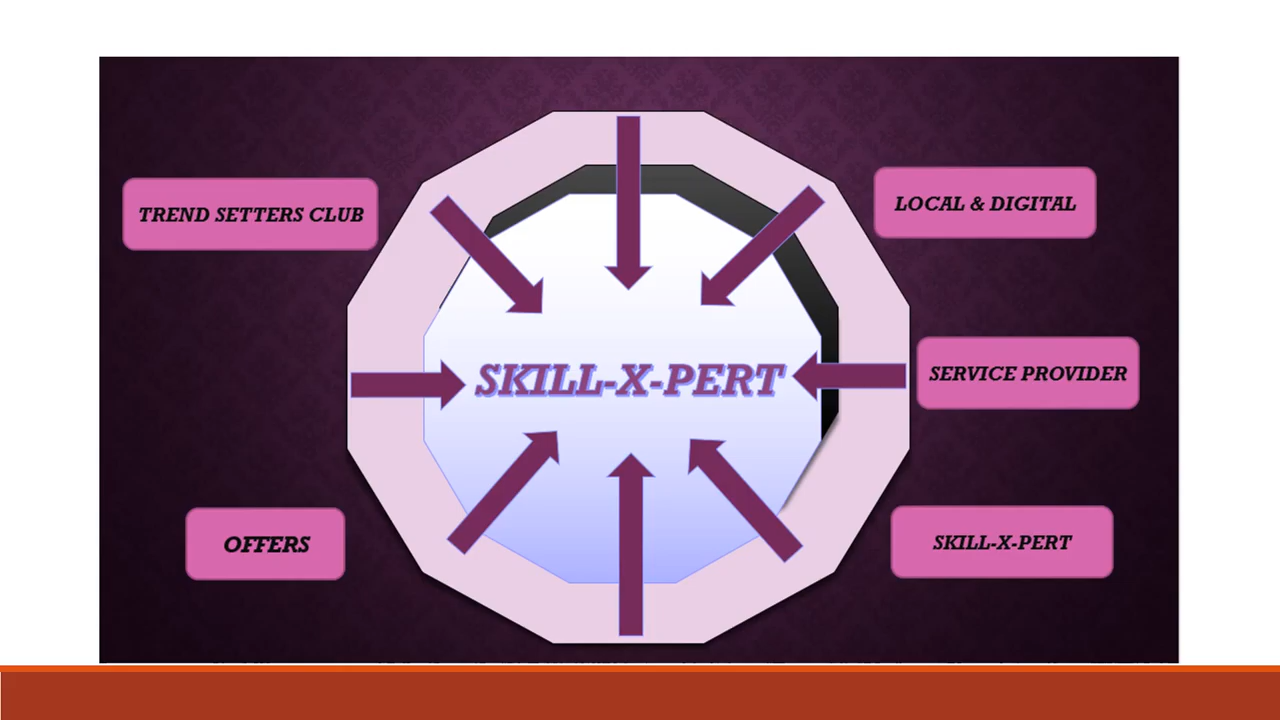 TREND SETTERS CLUB
LOCAL & DIGITAL
SKILL-X-PERT
SERVICE PROVIDER
OFFERS
SKILL-X-PERT